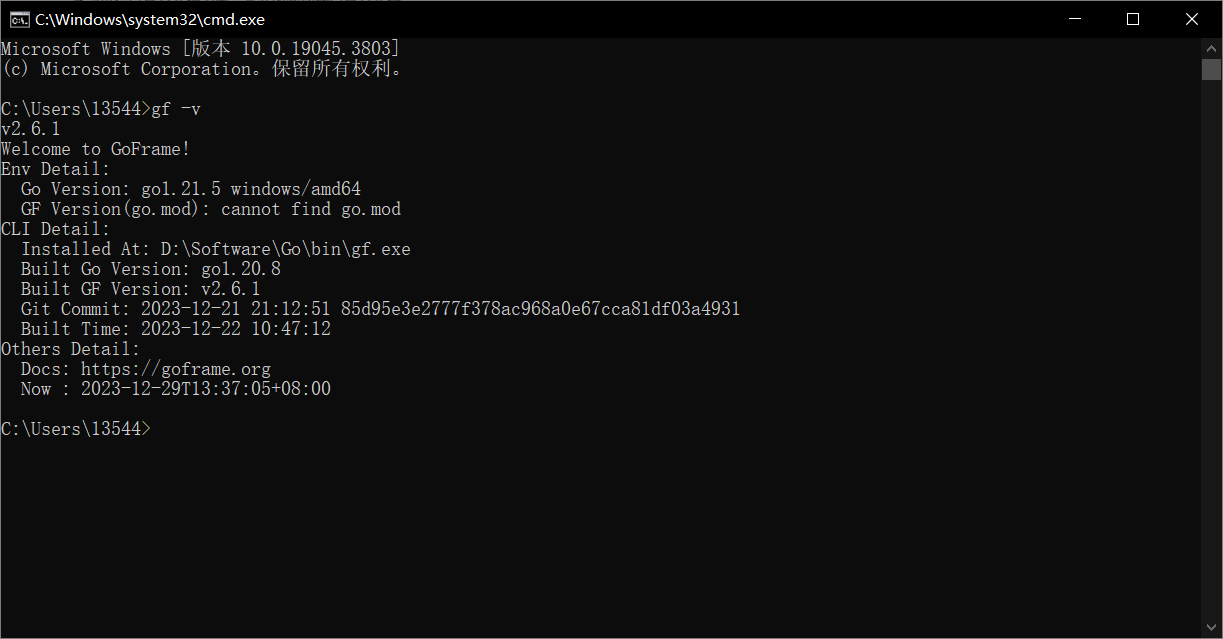 C:\Windows\system32\cmd.exe
Microsoft Windows [版本 10.0.19045.3803]
(c) Microsoft Corporation。保留所有权利。
C:\Users\13544>gf -v
v2.6.1
Welcome to GoFrame!
Env Detail:
  Go Version: go1.21.5 windows/amd64
  GF Version(go.mod): cannot find go.mod
CLI Detail:
  Installed At: D:\Software\Go\bin\gf.exe
  Built Go Version: go1.20.8
  Built GF Version: v2.6.1
  Git Commit: 2023-12-21 21:12:51 85d95e3e2777f378ac968a0e67cca81df03a4931
  Built Time: 2023-12-22 10:47:12
Others Detail:
  Docs: https://goframe.org
  Now : 2023-12-29T13:37:05+08:00
C:\Users\13544>